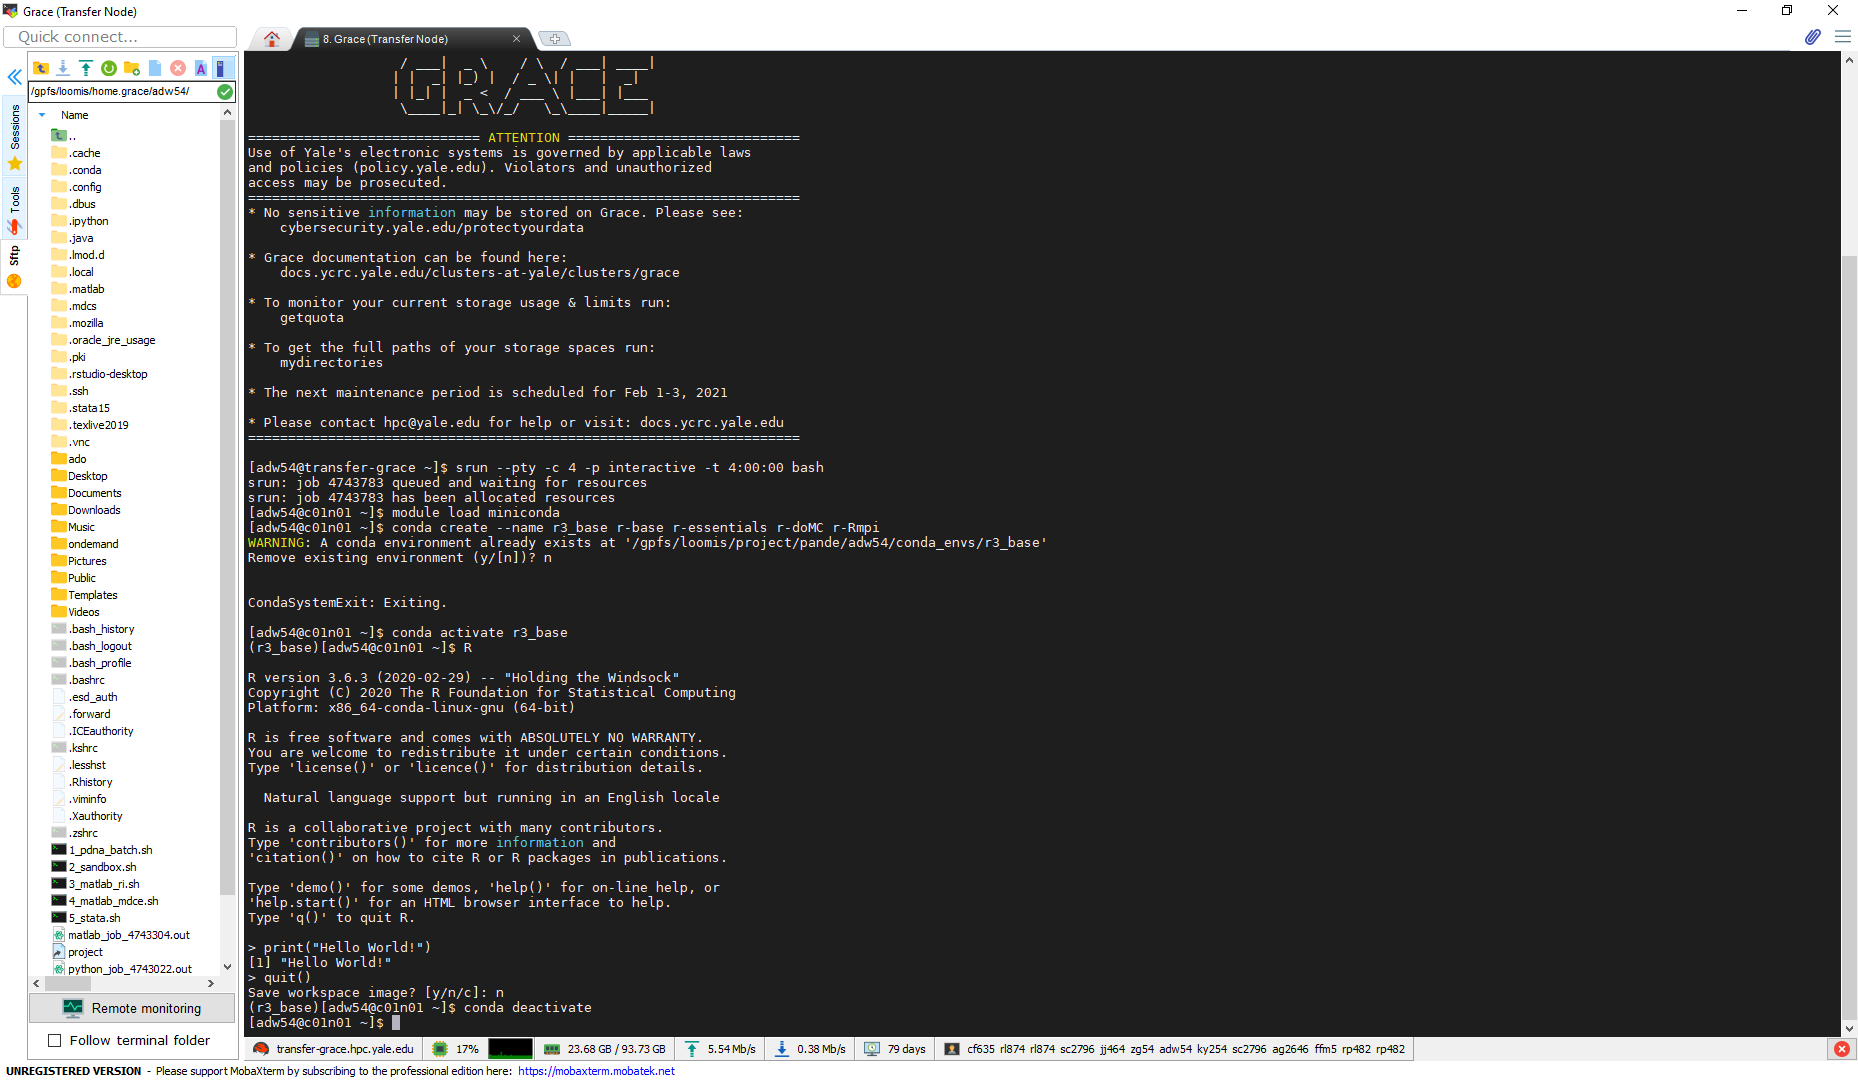 Grace (Transfer Node)
Quick connect...
8. Grace (Transfer Node)
/gpfs/loomis/home.grace/adw54/
Sessions
Tools
Sftp
Name
..
.cache
.conda
.config
.dbus
.ipython
.java
.lmod.d
.local
.matlab
.mdcs
.mozilla
.oracle_jre_usage
.pki
.rstudio-desktop
.ssh
.stata15
.texlive2019
.vnc
ado
Desktop
Documents
Downloads
Music
ondemand
Pictures
Public
Templates
Videos
.bash_history
.bash_logout
.bash_profile
.bashrc
.esd_auth
.forward
.ICEauthority
.kshrc
.lesshst
.Rhistory
.viminfo
.Xauthority
.zshrc
1_pdna_batch.sh
2_sandbox.sh
3_matlab_ri.sh
4_matlab_mdce.sh
5_stata.sh
matlab_job_4743304.out
project
python_job_4743022.out
Remote monitoring
Follow terminal folder
GRACE
============================= ATTENTION =============================
Use of Yale's electronic systems is governed by applicable laws
and policies (policy.yale.edu). Violators and unauthorized
access may be prosecuted.
=====================================================================
* No sensitive information may be stored on Grace. Please see:
cybersecurity.yale.edu/protectyourdata
* Grace documentation can be found here:
docs.ycrc.yale.edu/clusters-at-yale/clusters/grace
* To monitor your current storage usage & limits run:
getquota
* To get the full paths of your storage spaces run:
mydirectories
* The next maintenance period is scheduled for Feb 1-3, 2021
* Please contact hpc@yale.edu for help or visit: docs.ycrc.yale.edu
=====================================================================
[adw54@transfer-grace ~]$ srun --pty -c 4 -p interactive -t 4:00:00 bash
srun: job 4743783 queued and waiting for resources
srun: job 4743783 has been allocated resources
[adw54@c01n01 ~]$ module load miniconda
[adw54@c01n01 ~]$ conda create --name r3_base r-base r-essentials r-doMC r-Rmpi
WARNING: A conda environment already exists at '/gpfs/loomis/project/pande/adw54/conda_envs/r3_base'
Remove existing environment (y/[n])? n
CondaSystemExit: Exiting.
[adw54@c01n01 ~]$ conda activate r3_base
(r3_base)[adw54@c01n01 ~]$ R
R version 3.6.3 (2020-02-29) -- "Holding the Windsock"
Copyright (C) 2020 The R Foundation for Statistical Computing
Platform: x86_64-conda-linux-gnu (64-bit)
R is free software and comes with ABSOLUTELY NO WARRANTY.
You are welcome to redistribute it under certain conditions.
Type 'license()' or 'licence()' for distribution details.
Natural language support but running in an English locale
R is a collaborative project with many contributors.
Type 'contributors()' for more information and
'citation()' on how to cite R or R packages in publications.
Type 'demo()' for some demos, 'help()' for on-line help, or
'help.start()' for an HTML browser interface to help.
Type 'q()' to quit R.
> print("Hello World!")
[1] "Hello World!"
> quit()
Save workspace image? [y/n/c]: n
(r3_base)[adw54@c01n01 ~]$ conda deactivate
[adw54@c01n01 ~]$
transfer-grace.hpc.yale.edu 17% 23.68 GB / 93.73 GB 5.54 Mb/s 0.38 Mb/s 79 days cf635 rl874 rl874 sc2796 jj464 zg54 adw54 ky254 sc2796 ag2646 ffm5 rp482 rp482
UNREGISTERED VERSION - Please support MobaXterm by subscribing to the professional edition here: https://mobaxterm.mobatek.net